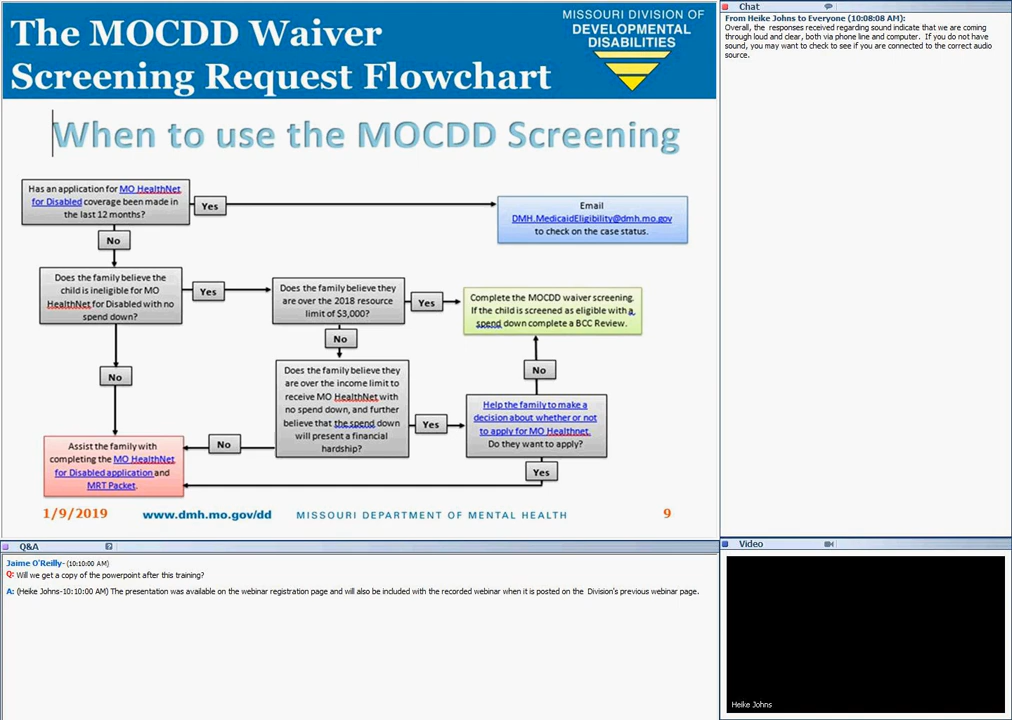 The MOCDD Waiver
Screening Request Flowchart
MISSOURI DIVISION OF
DEVELOPMENTAL
DISABILITIES
When to use the MOCDD Screening
Has an application for MO HealthNet
for Disabled coverage been made in
the last 12 months?
Yes
Email
DMH.MedicaidEligibility@dmh.mo.gov
to check on the case status.
No
Does the family believe the
child is ineligible for MO
HealthNet for Disabled with no
spend down?
Yes
Does the family believe they
are over the 2018 resource
limit of $3,000?
Yes
Complete the MOCDD waiver screening.
If the child is screened as eligible with a
spend down complete a BCC Review.
No
No
Does the family believe they
are over the income limit to
receive MO HealthNet with
no spend down, and further
believe that the spend down
will present a financial
hardship?
Yes
No
Help the family to make a
decision about whether or not
to apply for MO Healthnet.
Do they want to apply?
No
Yes
Assist the family with
completing the MO HealthNet
for Disabled application and
MRT Packet.
1/9/2019
www.dmh.mo.gov/dd
MISSOURI DEPARTMENT OF MENTAL HEALTH
9
Chat
From Heike Johns to Everyone (10:08:08 AM):
Overall, the responses received regarding sound indicate that we are coming
through loud and clear, both via phone line and computer. If you do not have
sound, you may want to check to see if you are connected to the correct audio
source.
Q&A
Jaime O'Reilly- (10:10:00 AM)
Q: Will we get a copy of the powerpoint after this training?
A: (Heike Johns-10:10:00 AM) The presentation was available on the webinar registration page and will also be included with the recorded webinar when it is posted on the Division's previous webinar page.
Video
Heike Johns